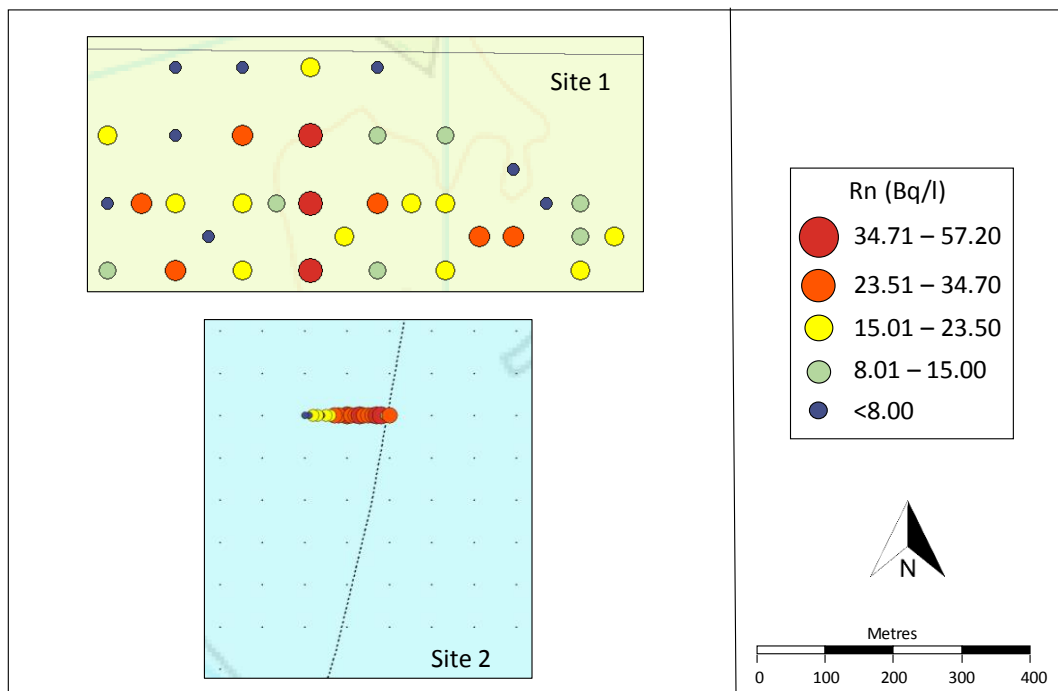 Site 1
Site 2
Rn (Bq/l)
34.71 – 57.20
23.51 – 34.70
15.01 – 23.50
8.01 – 15.00
<8.00
N
Metres
0 100 200 300 400